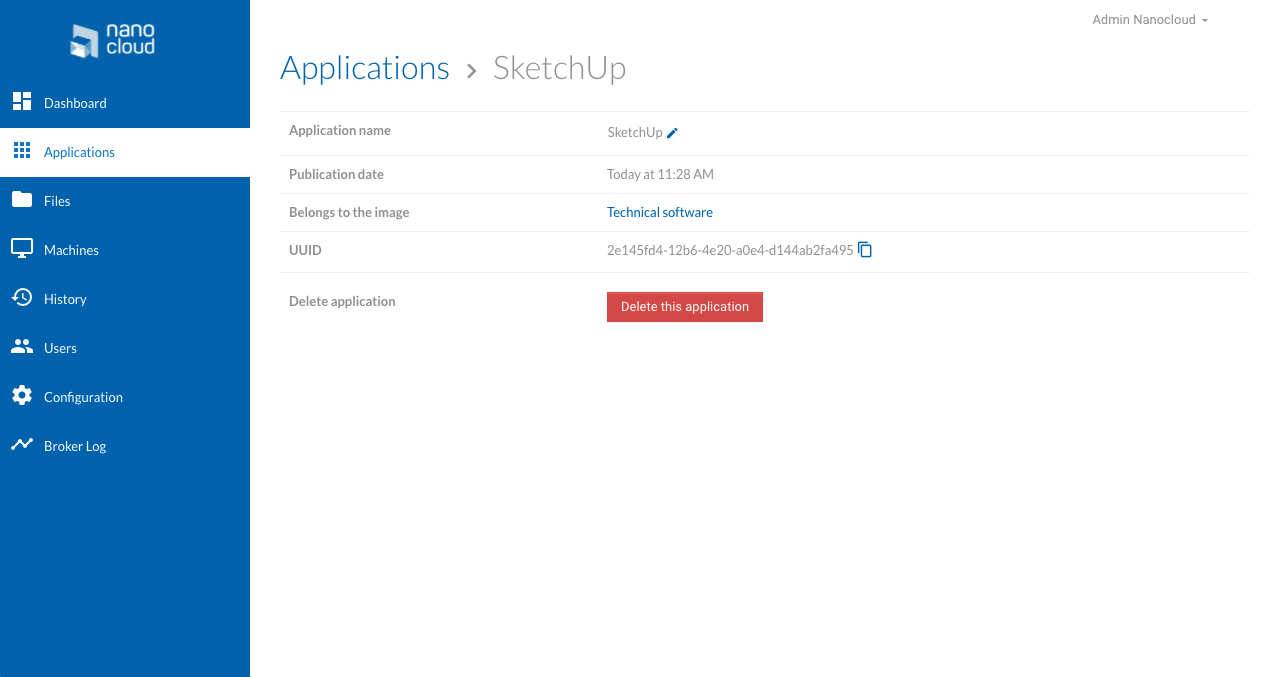 nano
cloud
Admin Nanocloud
Dashboard
Applications
Files
Machines
History
Users
Configuration
Broker Log
Applications > SketchUp
Application name SketchUp
Publication date Today at 11:28 AM
Belongs to the image Technical software
UUID 2e145fd4-12b6-4e20-a0e4-d144ab2fa495
Delete application Delete this application